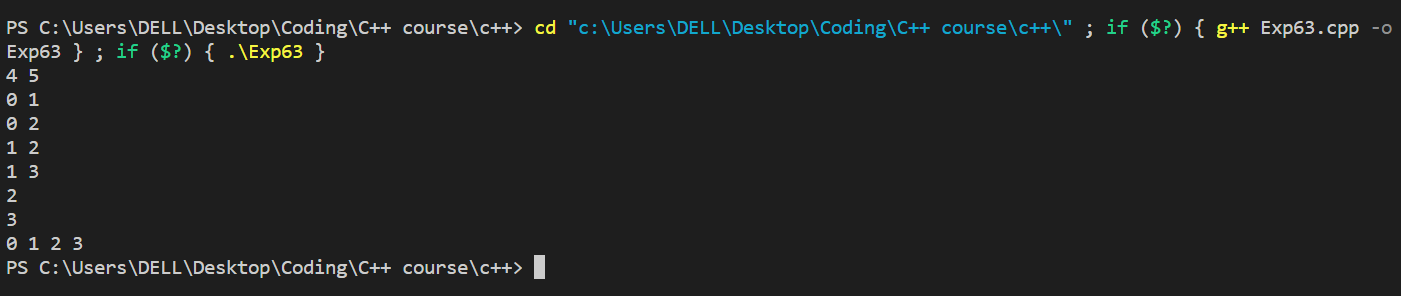 PS C:\Users\DELL\Desktop\Coding\C++ course\c++> cd "c:\Users\DELL\Desktop\Coding\C++ course\c++\" ; if ($?) { g++ Exp63.cpp -o
Exp63 } ; if ($?) { .\Exp63 }
4 5
0 1
0 2
1 2
1 3
2
3
0 1 2 3
PS C:\Users\DELL\Desktop\Coding\C++ course\c++>